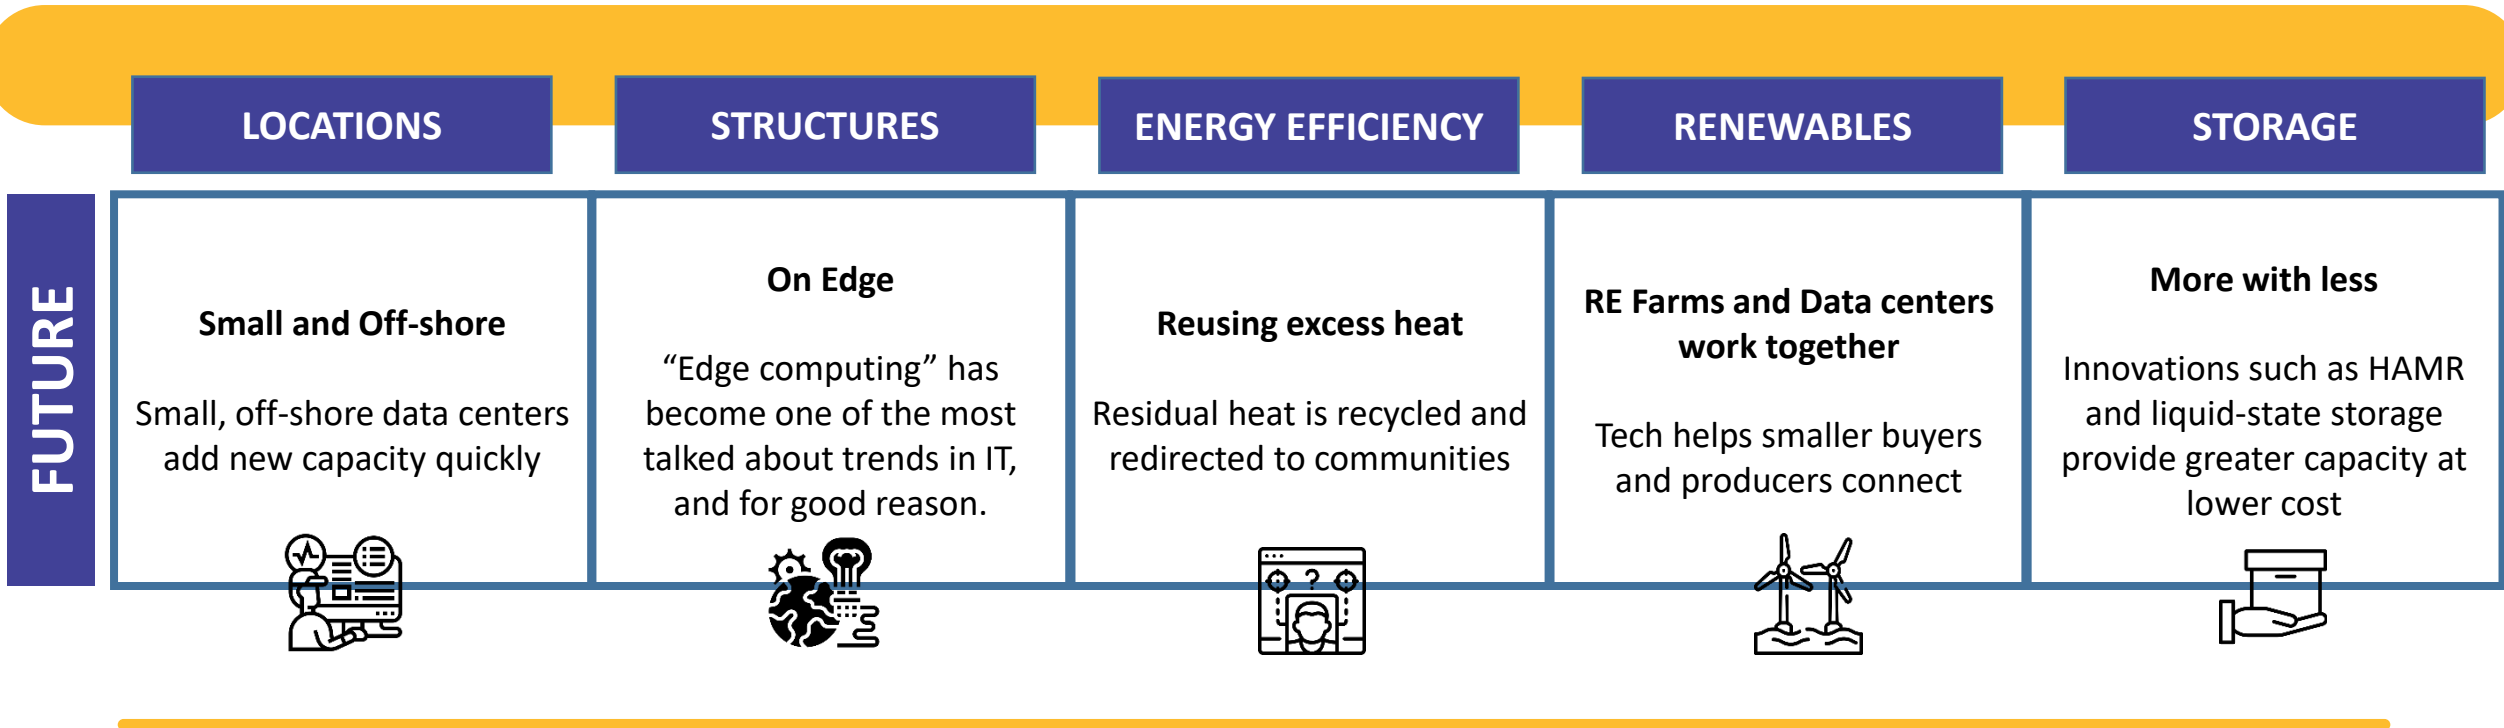 LOCATIONS
STRUCTURES
ENERGY EFFICIENCY
RENEWABLES
STORAGE
FUTURE
Small and Off-shore
Small, off-shore data centers
add new capacity quickly
On Edge
“Edge computing” has
become one of the most
talked about trends in IT,
and for good reason.
Reusing excess heat
Residual heat is recycled and
redirected to communities
RE Farms and Data centers
work together
Tech helps smaller buyers
and producers connect
More with less
Innovations such as HAMR
and liquid-state storage
provide greater capacity at
lower cost
?